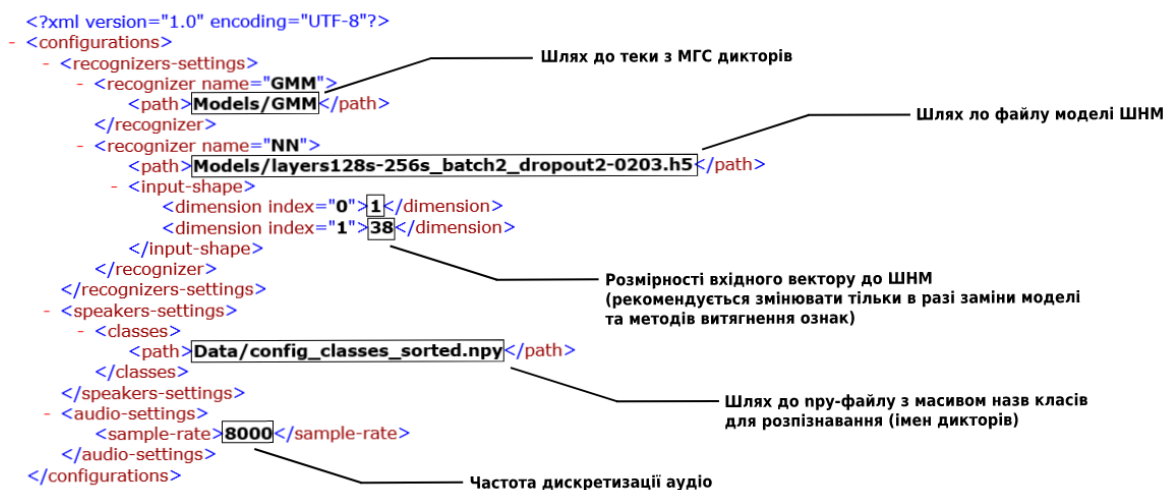 <?xml version="1.0" encoding="UTF-8"?>
- <configurations>
Шлях до теки з МГС дикторів
- <recognizers-settings>
- <recognizer name="GMM">
<path>Models/GMM</path>
</recognizer>
Шлях ло файлу моделі ШНМ
- <recognizer name="NN">
<path>Models/layers128s-256s_batch2_dropout2-0203.h5</path>
- <input-shape>
<dimension index="0">1</dimension>
<dimension index="1">38</dimension>
</input-shape>
</recognizer>
Розмірності вхідного вектору до ШНМ
(рекомендується змінювати тільки в разі заміни моделі
та методів витягнення ознак)
</recognizers-settings>
- <speakers-settings>
- <classes>
<path>Data/config_classes_sorted.npy</path>
</classes>
</speakers-settings>
Шлях до npy-файлу з масивом назв класів
для розпізнавання (імен дикторів)
- <audio-settings>
<sample-rate>8000</sample-rate>
</audio-settings>
</configurations>
Частота дискретизації аудіо